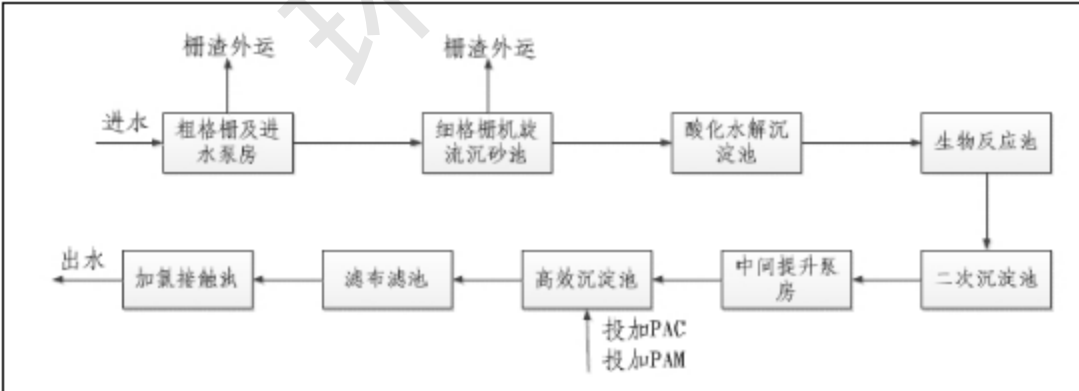 环
栅渣外运
栅渣外运
进水
粗格栅及进
水泵房
细格栅机旋
流沉砂池
酸化水解沉
淀池
生物反应池
出水
加氯接触池
滤布滤池
高效沉淀池
中间提升泵
房
二次沉淀池
投加PAC
投加PAM